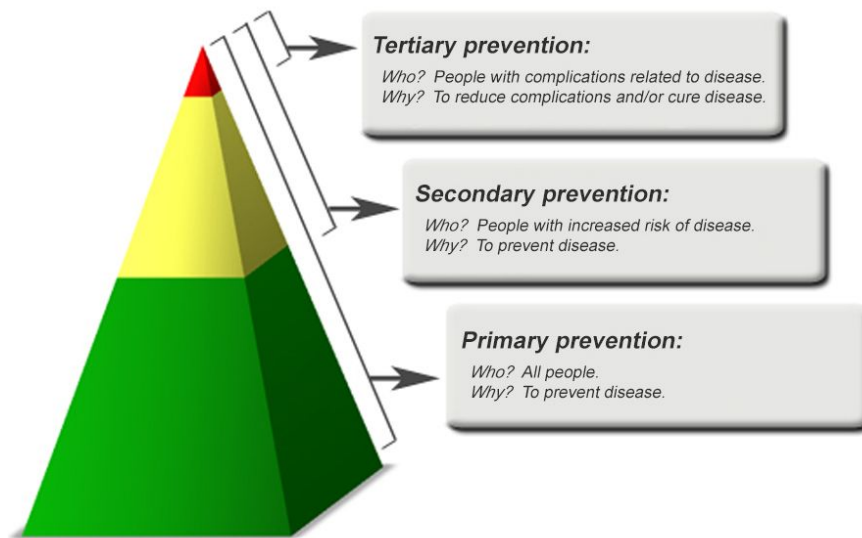 Tertiary prevention:
Who? People with complications related to disease.
Why? To reduce complications and/or cure disease.
Secondary prevention:
Who? People with increased risk of disease.
Why? To prevent disease.
Primary prevention:
Who? All people.
Why? To prevent disease.